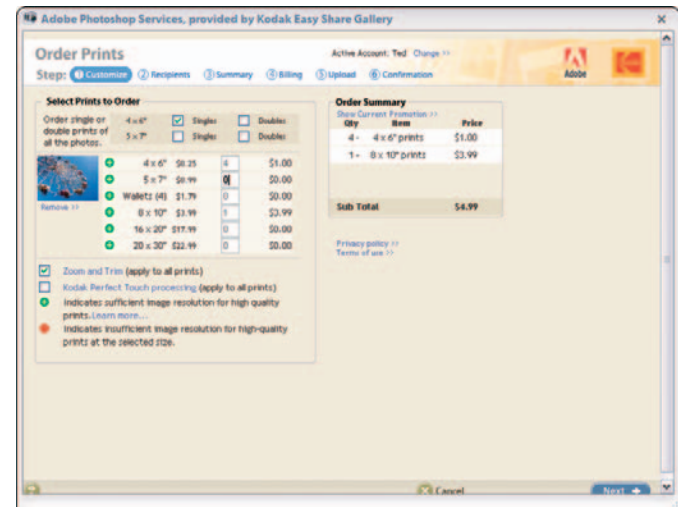 Adobe Photoshop Services, provided by Kodak Easy Share Gallery
Order Prints
Active Account: Ted Change >>
Step: 1 Customize 2 Recipients 3 Summary 4 Billing 5 Upload 6 Confirmation
Adobe
Kodak
Select Prints to Order
Order single or double prints of all the photos.
4 x 6" Singles Doubles
5 x 7" Singles Doubles
4 x 6" $0.25 4 $1.00
5 x 7" $0.99 0 $0.00
Wallets (4) $1.79 0 $0.00
8 x 10" $3.99 1 $3.99
16 x 20" $17.99 0 $0.00
20 x 30" $22.99 0 $0.00
Remove >>
Zoom and Trim (apply to all prints)
Kodak Perfect Touch processing (apply to all prints)
Indicates sufficient image resolution for high quality
prints. Learn more...
Indicates insufficient image resolution for high-quality
prints at the selected size.
Order Summary
Show Current Promotion >>
Qty Item Price
4 - 4 x 6" prints $1.00
1 - 8 x 10" prints $3.99
Sub Total $4.99
Privacy policy >>
Terms of use >>
Cancel
Next